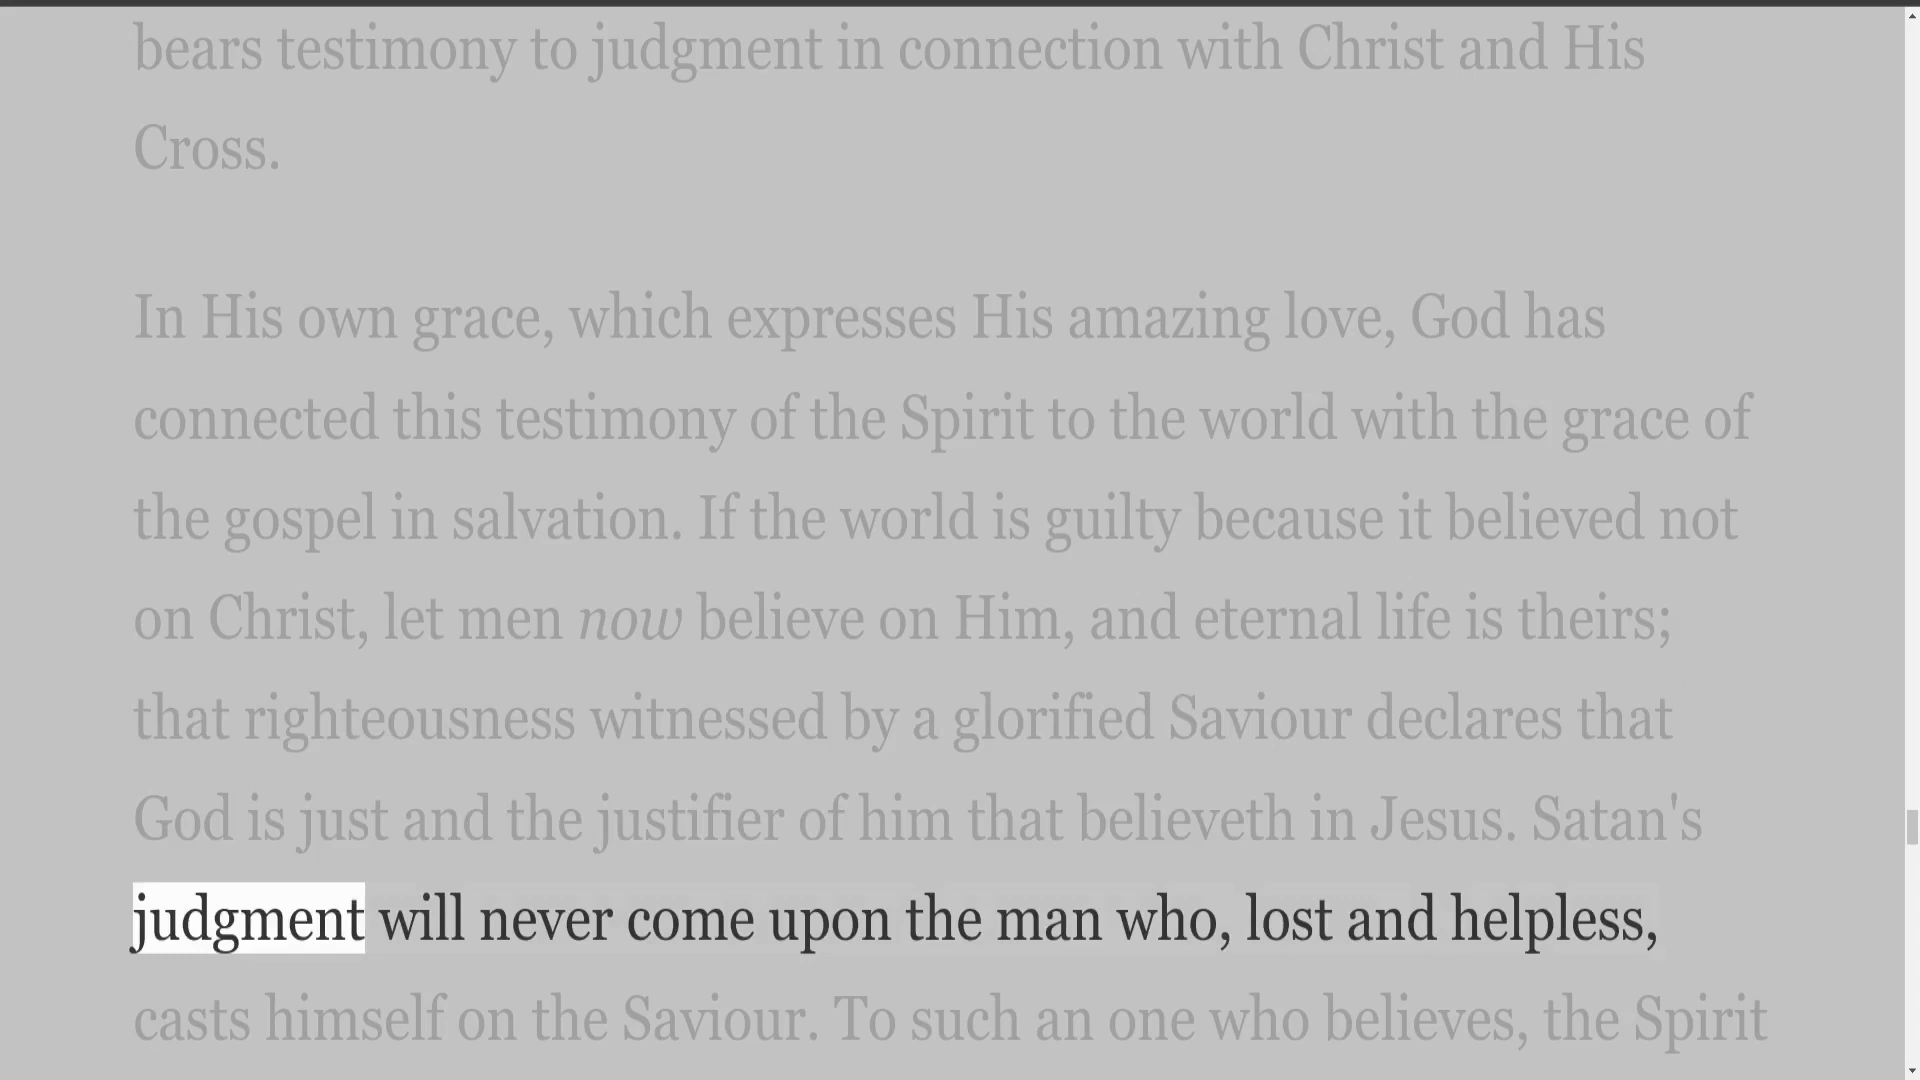 bears testimony to judgment in connection with Christ and His
Cross.
In His own grace, which expresses His amazing love, God has
connected this testimony of the Spirit to the world with the grace of
the gospel in salvation. If the world is guilty because it believed not
on Christ, let men now believe on Him, and eternal life is theirs;
that righteousness witnessed by a glorified Saviour declares that
God is just and the justifier of him that believeth in Jesus. Satan's
judgment will never come upon the man who, lost and helpless,
casts himself on the Saviour. To such an one who believes, the Spirit